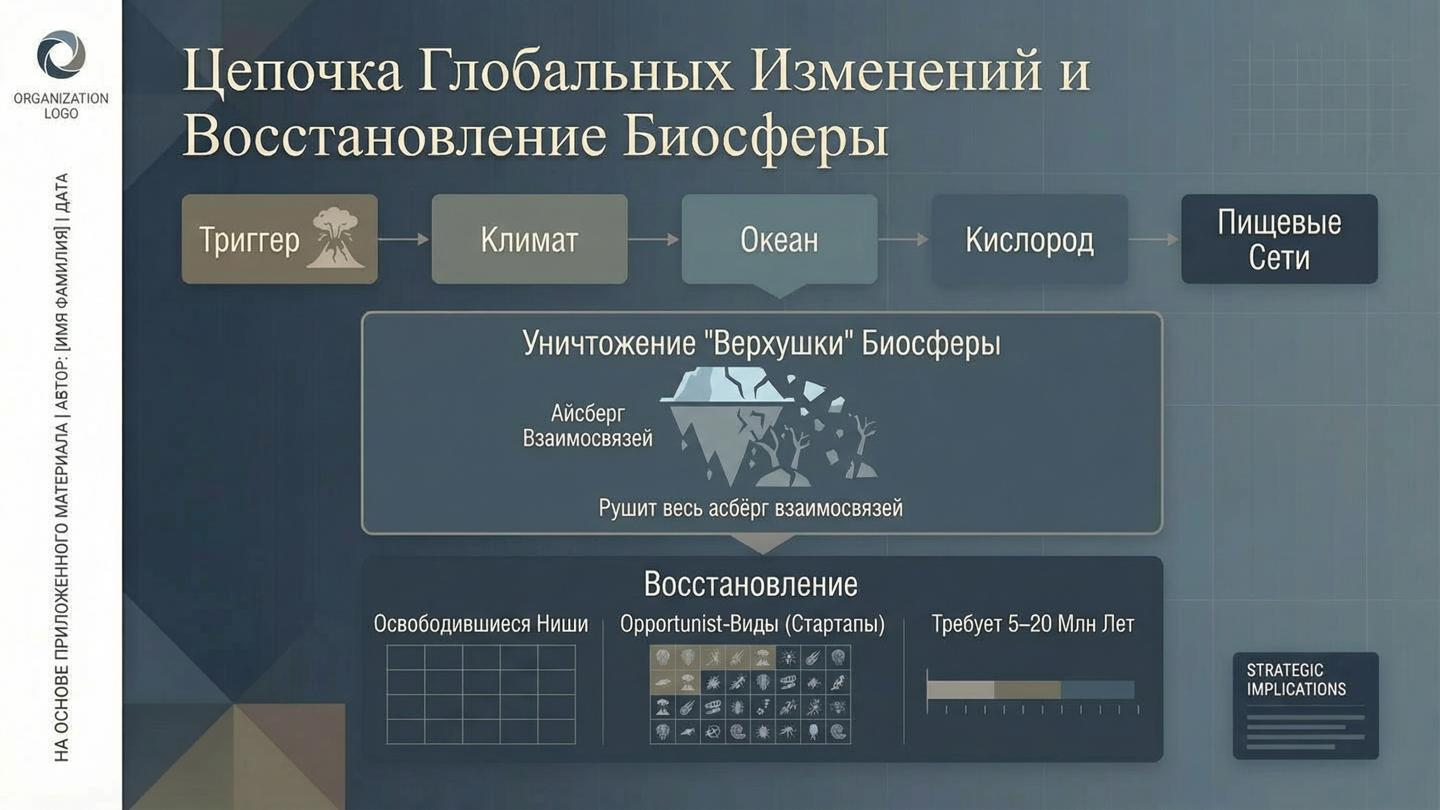 ORGANIZATION
LOGO
НА ОСНОВЕ ПРИЛОЖЕННОГО МАТЕРИАЛА | АВТОР: [ИМЯ ФАМИЛИЯ] | ДАТА
Цепочка Глобальных Изменений и
Восстановление Биосферы
Триггер
Климат
Океан
Кислород
Пищевые
Сети
Уничтожение "Верхушки" Биосферы
Айсберг
Взаимосвязей
Рушит весь асбёрг взаимосвязей
Восстановление
Освободившиеся Ниши
Opportunist-Виды (Стартапы)
Требует 5–20 Млн Лет
STRATEGIC
IMPLICATIONS